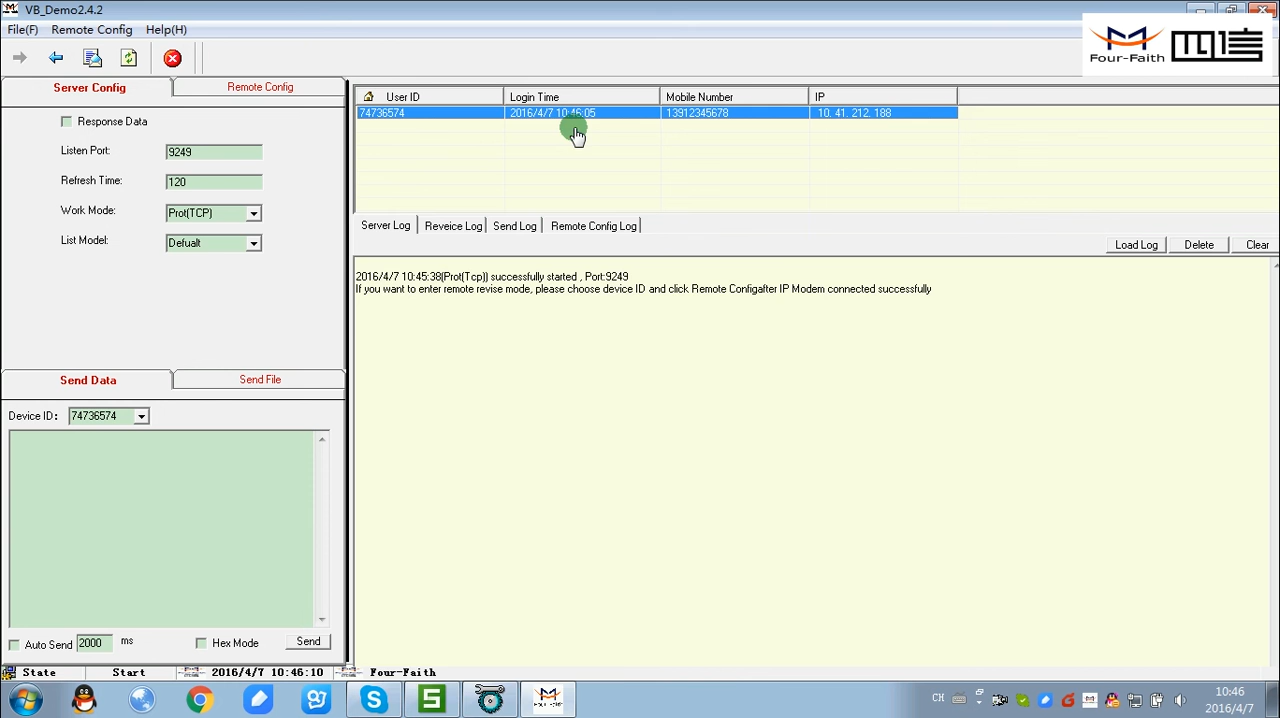 VB_Demo2.4.2
File(F) Remote Config Help(H)
Four-Faith 四信
Server Config Remote Config
Response Data
Listen Port: 9249
Refresh Time: 120
Work Mode: Prot(TCP)
List Model: Defualt
User ID Login Time Mobile Number IP
74736574 2016/4/7 10:46:05 13912345678 10. 41. 212. 188
Server Log Reveice Log Send Log Remote Config Log
Load Log Delete Clear
2016/4/7 10:45:38(Prot(Tcp)) successfully started , Port:9249
If you want to enter remote revise mode, please choose device ID and click Remote Configafter IP Modem connected successfully
Send Data Send File
Device ID: 74736574
Auto Send 2000 ms Hex Mode Send
State Start 2016/4/7 10:46:10 Four-Faith
CH 10:46
2016/4/7